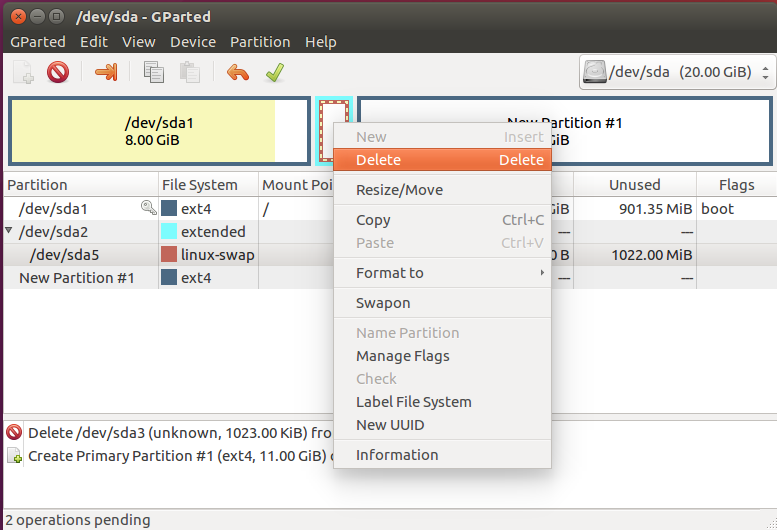 /dev/sda - GParted
GParted Edit View Device Partition Help
/dev/sda (20.00 GiB)
/dev/sda1
8.00 GiB
New Partition #1
GiB
Partition File System Mount Poi Unused Flags
/dev/sda1 ext4 / GiB 901.35 MiB boot
/dev/sda2 extended --- ---
/dev/sda5 linux-swap 0 B 1022.00 MiB
New Partition #1 ext4 --- ---
New Insert
Delete Delete
Resize/Move
Copy Ctrl+C
Paste Ctrl+V
Format to
Swapon
Name Partition
Manage Flags
Check
Label File System
New UUID
Information
Delete /dev/sda3 (unknown, 1023.00 KiB) fro
Create Primary Partition #1 (ext4, 11.00 GiB) o
2 operations pending